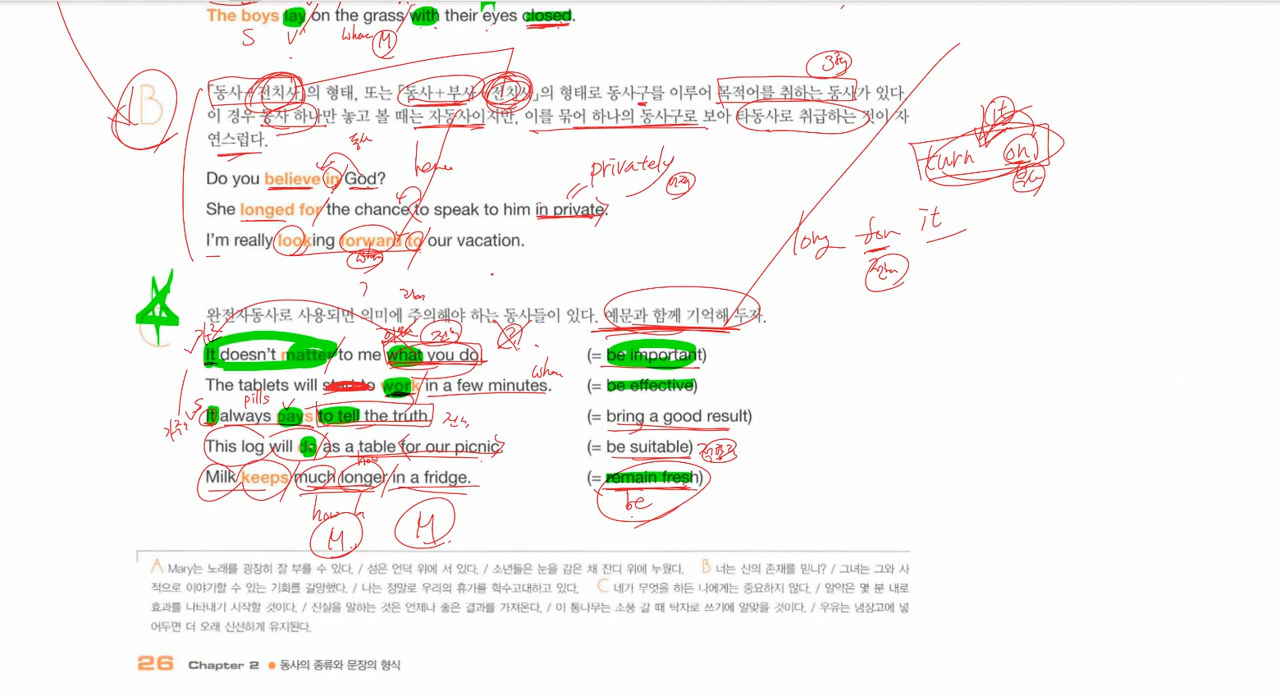 The boys lay on the grass with their eyes closed.
S V where M
3형식
B 「동사+전치사」의 형태, 또는 「동사+부사+전치사」의 형태로 동사구를 이루어 목적어를 취하는 동사가 있다.
이 경우 동사 하나만 놓고 볼 때는 자동사이지만, 이를 묶어 하나의 동사구로 보아 타동사로 취급하는 것이 자
연스럽다.
it
turn on
부사
Do you believe in God?
privately
She longed for the chance to speak to him in private.
long for it
I'm really looking forward to our vacation.
where
C 완전자동사로 사용되면 의미에 주의해야 하는 동사들이 있다. 예문과 함께 기억해 두자.
It doesn't matter to me what you do. (= be important)
The tablets will start to work in a few minutes. (= be effective)
pills
It always pays to tell the truth. (= bring a good result)
S V
This log will do as a table for our picnic. (= be suitable)
how
Milk keeps much longer in a fridge. (= remain fresh)
be
M M
A Mary는 노래를 굉장히 잘 부를 수 있다. / 성은 언덕 위에 서 있다. / 소년들은 눈을 감은 채 잔디 위에 누웠다. B 너는 신의 존재를 믿니? / 그녀는 그와 사
적으로 이야기할 수 있는 기회를 갈망했다. / 나는 정말로 우리의 휴가를 학수고대하고 있다. C 네가 무엇을 하든 나에게는 중요하지 않다. / 알약은 몇 분 내로
효과를 나타내기 시작할 것이다. / 진실을 말하는 것은 언제나 좋은 결과를 가져온다. / 이 통나무는 소풍 갈 때 탁자로 쓰기에 알맞을 것이다. / 우유는 냉장고에 넣
어두면 더 오래 신선하게 유지된다.
26 Chapter 2 ● 동사의 종류와 문장의 형식